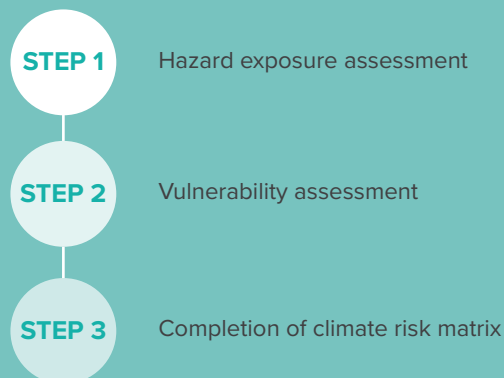 STEP 1
Hazard exposure assessment
STEP 2
Vulnerability assessment
STEP 3
Completion of climate risk matrix